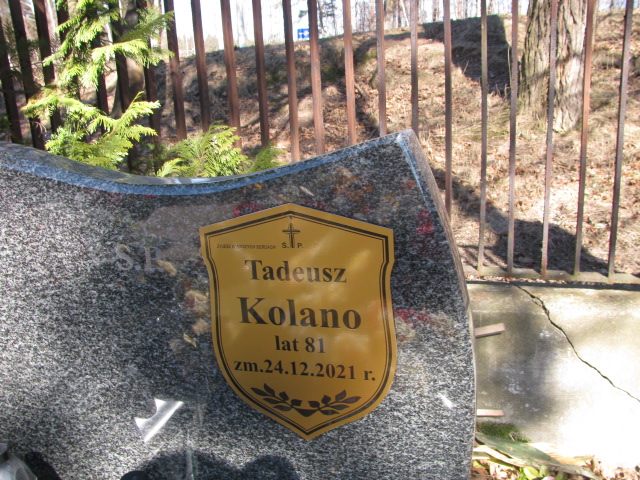 S. P.
Tadeusz
Kolano
lat 81
zm.24.12.2021 r.